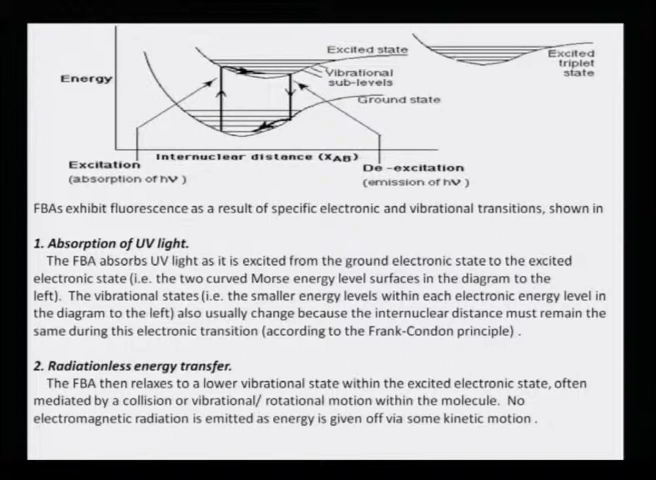 Excited state
Excited
triplet
state
Energy
Vibrational
sub-levels
Ground state
Excitation
Internuclear distance (XAB)
De -excitation
(absorption of hν )
(emission of hν )
FBAs exhibit fluorescence as a result of specific electronic and vibrational transitions, shown in
1. Absorption of UV light.
The FBA absorbs UV light as it is excited from the ground electronic state to the excited
electronic state (i.e. the two curved Morse energy level surfaces in the diagram to the
left). The vibrational states (i.e. the smaller energy levels within each electronic energy level in
the diagram to the left) also usually change because the internuclear distance must remain the
same during this electronic transition (according to the Frank-Condon principle) .
2. Radiationless energy transfer.
The FBA then relaxes to a lower vibrational state within the excited electronic state, often
mediated by a collision or vibrational/ rotational motion within the molecule. No
electromagnetic radiation is emitted as energy is given off via some kinetic motion .